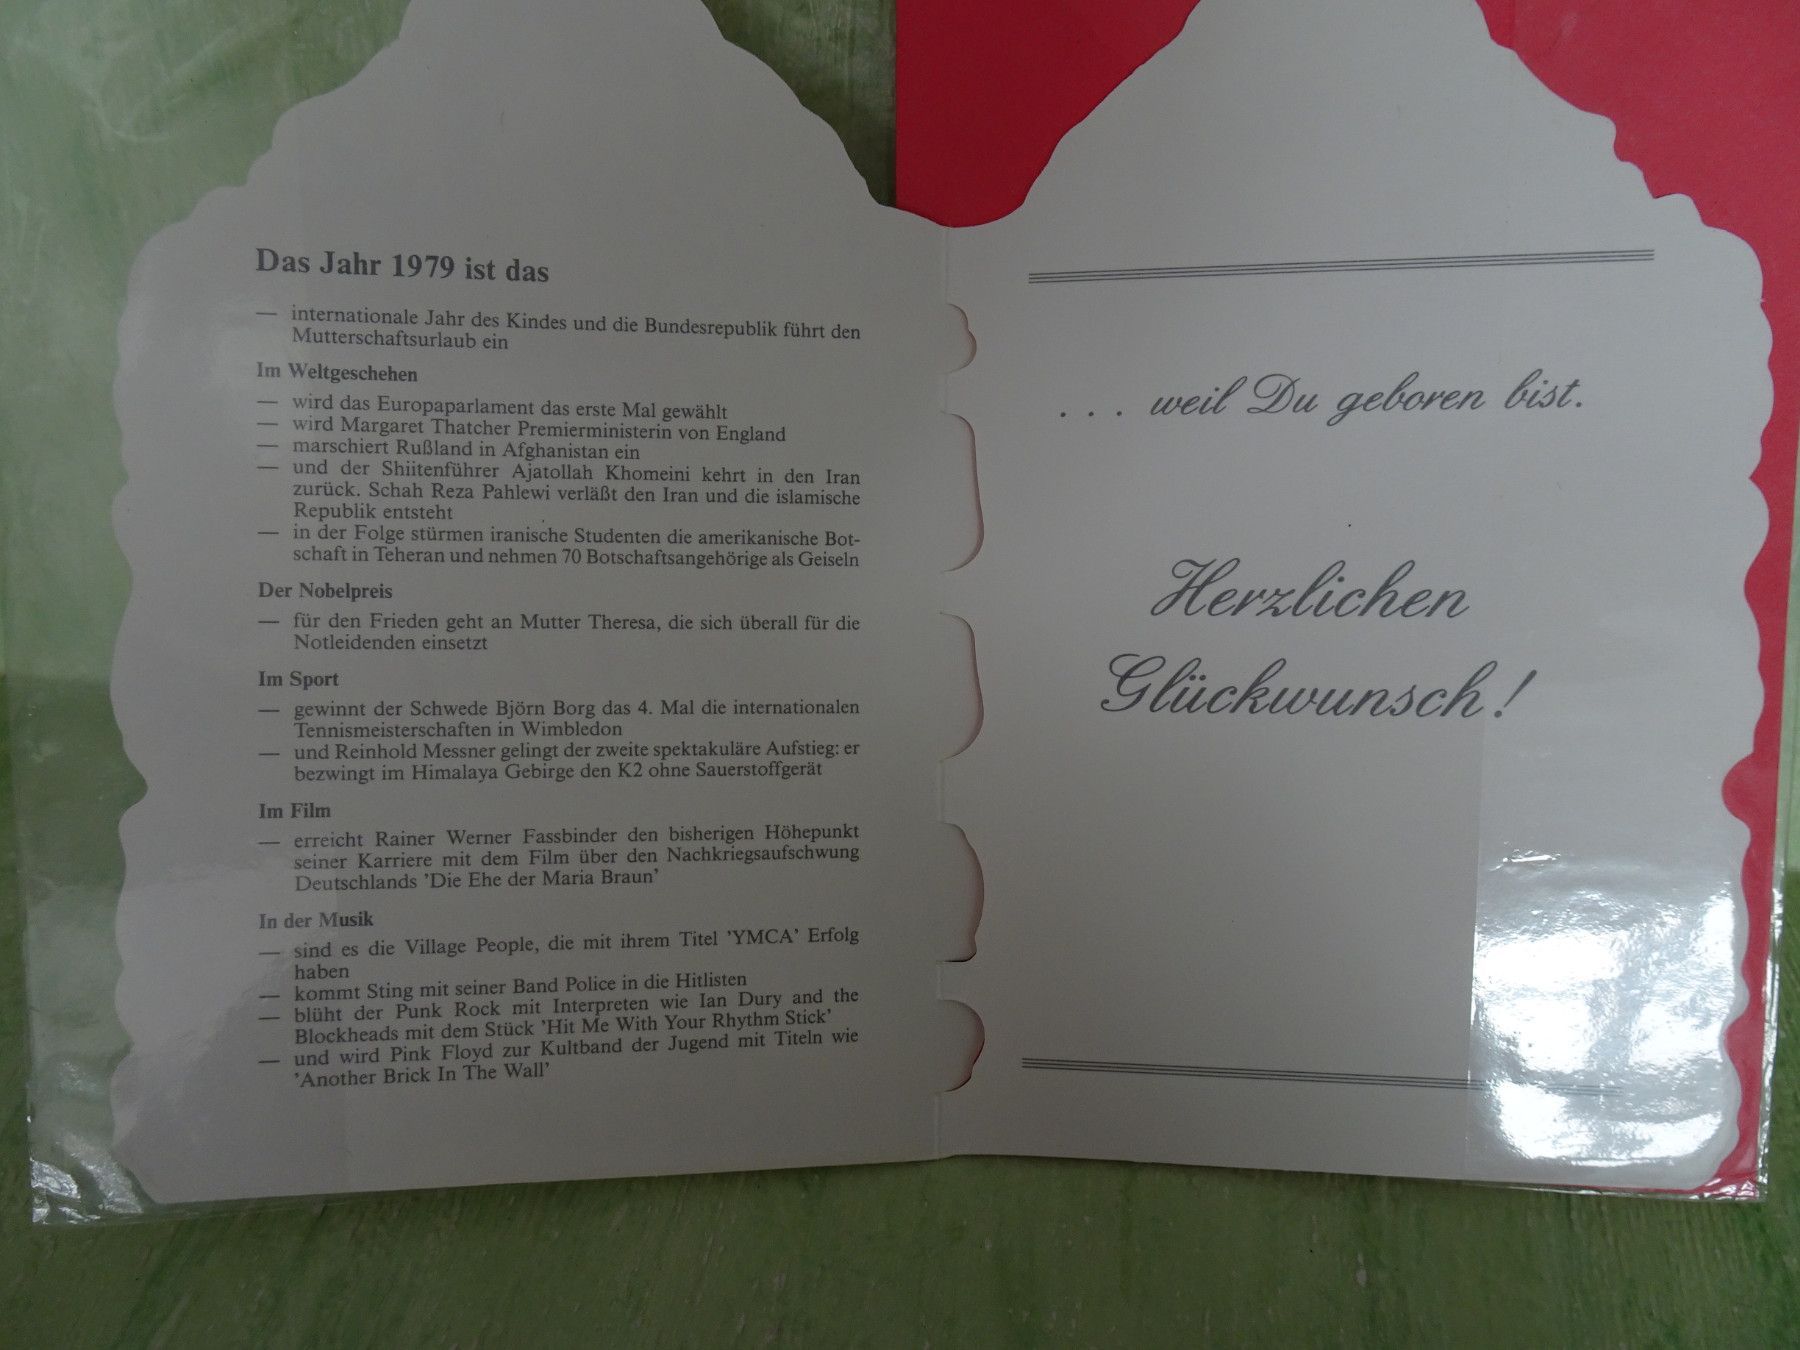 Das Jahr 1979 ist das
— internationale Jahr des Kindes und die Bundesrepublik führt den
Mutterschaftsurlaub ein
Im Weltgeschehen
— wird das Europaparlament das erste Mal gewählt
— wird Margaret Thatcher Premierministerin von England
— marschiert Rußland in Afghanistan ein
— und der Shiitenführer Ajatollah Khomeini kehrt in den Iran
zurück. Schah Reza Pahlewi verläßt den Iran und die islamische
Republik entsteht
— in der Folge stürmen iranische Studenten die amerikanische Bot-
schaft in Teheran und nehmen 70 Botschaftsangehörige als Geiseln
Der Nobelpreis
— für den Frieden geht an Mutter Theresa, die sich überall für die
Notleidenden einsetzt
Im Sport
— gewinnt der Schwede Björn Borg das 4. Mal die internationalen
Tennismeisterschaften in Wimbledon
— und Reinhold Messner gelingt der zweite spektakuläre Aufstieg: er
bezwingt im Himalaya Gebirge den K2 ohne Sauerstoffgerät
Im Film
— erreicht Rainer Werner Fassbinder den bisherigen Höhepunkt
seiner Karriere mit dem Film über den Nachkriegsaufschwung
Deutschlands 'Die Ehe der Maria Braun'
In der Musik
— sind es die Village People, die mit ihrem Titel 'YMCA' Erfolg
haben
— kommt Sting mit seiner Band Police in die Hitlisten
— blüht der Punk Rock mit Interpreten wie Ian Dury and the
Blockheads mit dem Stück 'Hit Me With Your Rhythm Stick'
— und wird Pink Floyd zur Kultband der Jugend mit Titeln wie
'Another Brick In The Wall'
. . . weil Du geboren bist.
Herzlichen
Glückwunsch!